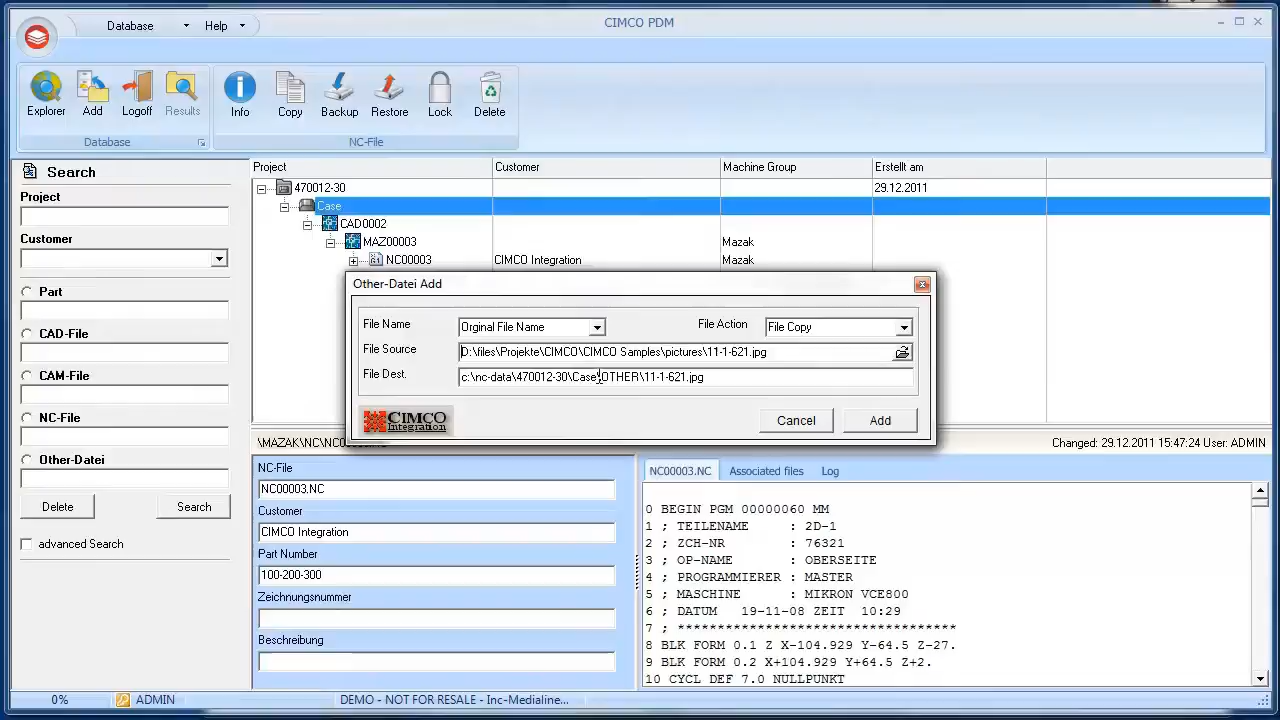 CIMCO PDM
Database Help
Explorer Add Logoff Results Info Copy Backup Restore Lock Delete
Database NC-File
Search
Project
Customer
Part
CAD-File
CAM-File
NC-File
Other-Datei
Delete Search
advanced Search
Project Customer Machine Group Erstellt am
470012-30 29.12.2011
Case
CAD0002
MAZ00003 Mazak
NC00003 CIMCO Integration Mazak
Other-Datei Add
File Name Orginal File Name File Action File Copy
File Source D:\files\Projekte\CIMCO\CIMCO Samples\pictures\11-1-621.jpg
File Dest. c:\nc-data\470012-30\Case\OTHER\11-1-621.jpg
CIMCO
Integration
Cancel Add
\MAZAK\NC\NC0 Changed: 29.12.2011 15:47:24 User: ADMIN
NC-File
NC00003.NC
Customer
CIMCO Integration
Part Number
100-200-300
Zeichnungsnummer
Beschreibung
NC00003.NC Associated files Log
0 BEGIN PGM 00000060 MM
1 ; TEILENAME : 2D-1
2 ; ZCH-NR : 76321
3 ; OP-NAME : OBERSEITE
4 ; PROGRAMMIERER : MASTER
5 ; MASCHINE : MIKRON VCE800
6 ; DATUM 19-11-08 ZEIT 10:29
7 ; **********************************
8 BLK FORM 0.1 Z X-104.929 Y-64.5 Z-27.
9 BLK FORM 0.2 X+104.929 Y+64.5 Z+2.
10 CYCL DEF 7.0 NULLPUNKT
0% ADMIN DEMO - NOT FOR RESALE - Inc-Medialine...